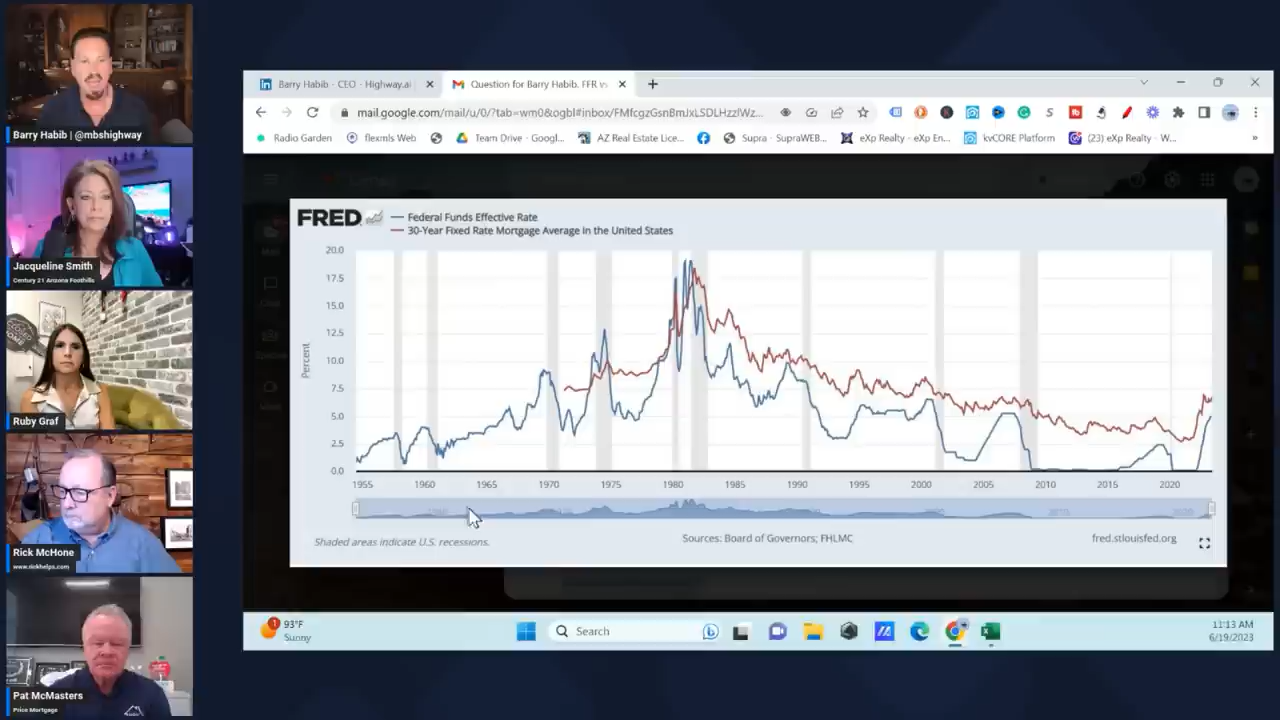 Barry Habib | @mbshighway
Jacqueline Smith
Century 21 Arizona Foothills
Ruby Graf
Rick McHone
www.rickhelps.com
Pat McMasters
Price Mortgage
Barry Habib - CEO - Highway.ai
Question for Barry Habib. FFR vs
mail.google.com/mail/u/0/?tab=wm0&ogbl#inbox/FMfcgzGsnBmJxLSDLHzzlWz...
Radio Garden
flexmls Web
Team Drive - Googl...
AZ Real Estate Lice...
Supra - SupraWEB...
eXp Realty - eXp En...
kvCORE Platform
(23) eXp Realty - W...
»
FRED
Federal Funds Effective Rate
30-Year Fixed Rate Mortgage Average in the United States
Percent
20.0
17.5
15.0
12.5
10.0
7.5
5.0
2.5
0.0
1955 1960 1965 1970 1975 1980 1985 1990 1995 2000 2005 2010 2015 2020
Shaded areas indicate U.S. recessions.
Sources: Board of Governors; FHLMC
fred.stlouisfed.org
1
93°F
Sunny
Search
11:13 AM
6/19/2023